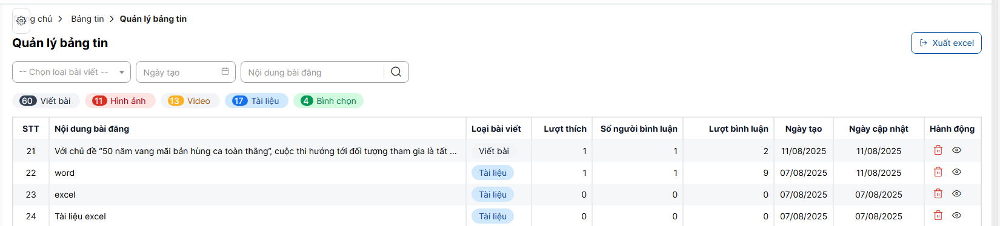 ng chủ > Bảng tin > Quản lý bảng tin
Quản lý bảng tin
Xuất excel
-- Chọn loại bài viết --
Ngày tạo
Nội dung bài đăng
60 Viết bài 11 Hình ảnh 13 Video 17 Tài liệu 4 Bình chọn
STT Nội dung bài đăng Loại bài viết Lượt thích Số người bình luận Lượt bình luận Ngày tạo Ngày cập nhật Hành động
21 Với chủ đề “50 năm vang mãi bản hùng ca toàn thắng”, cuộc thi hướng tới đối tượng tham gia là tất ... Viết bài 1 1 2 11/08/2025 11/08/2025
22 word Tài liệu 1 1 9 07/08/2025 11/08/2025
23 excel Tài liệu 0 0 0 07/08/2025 07/08/2025
24 Tài liệu excel Tài liệu 0 0 0 07/08/2025 07/08/2025